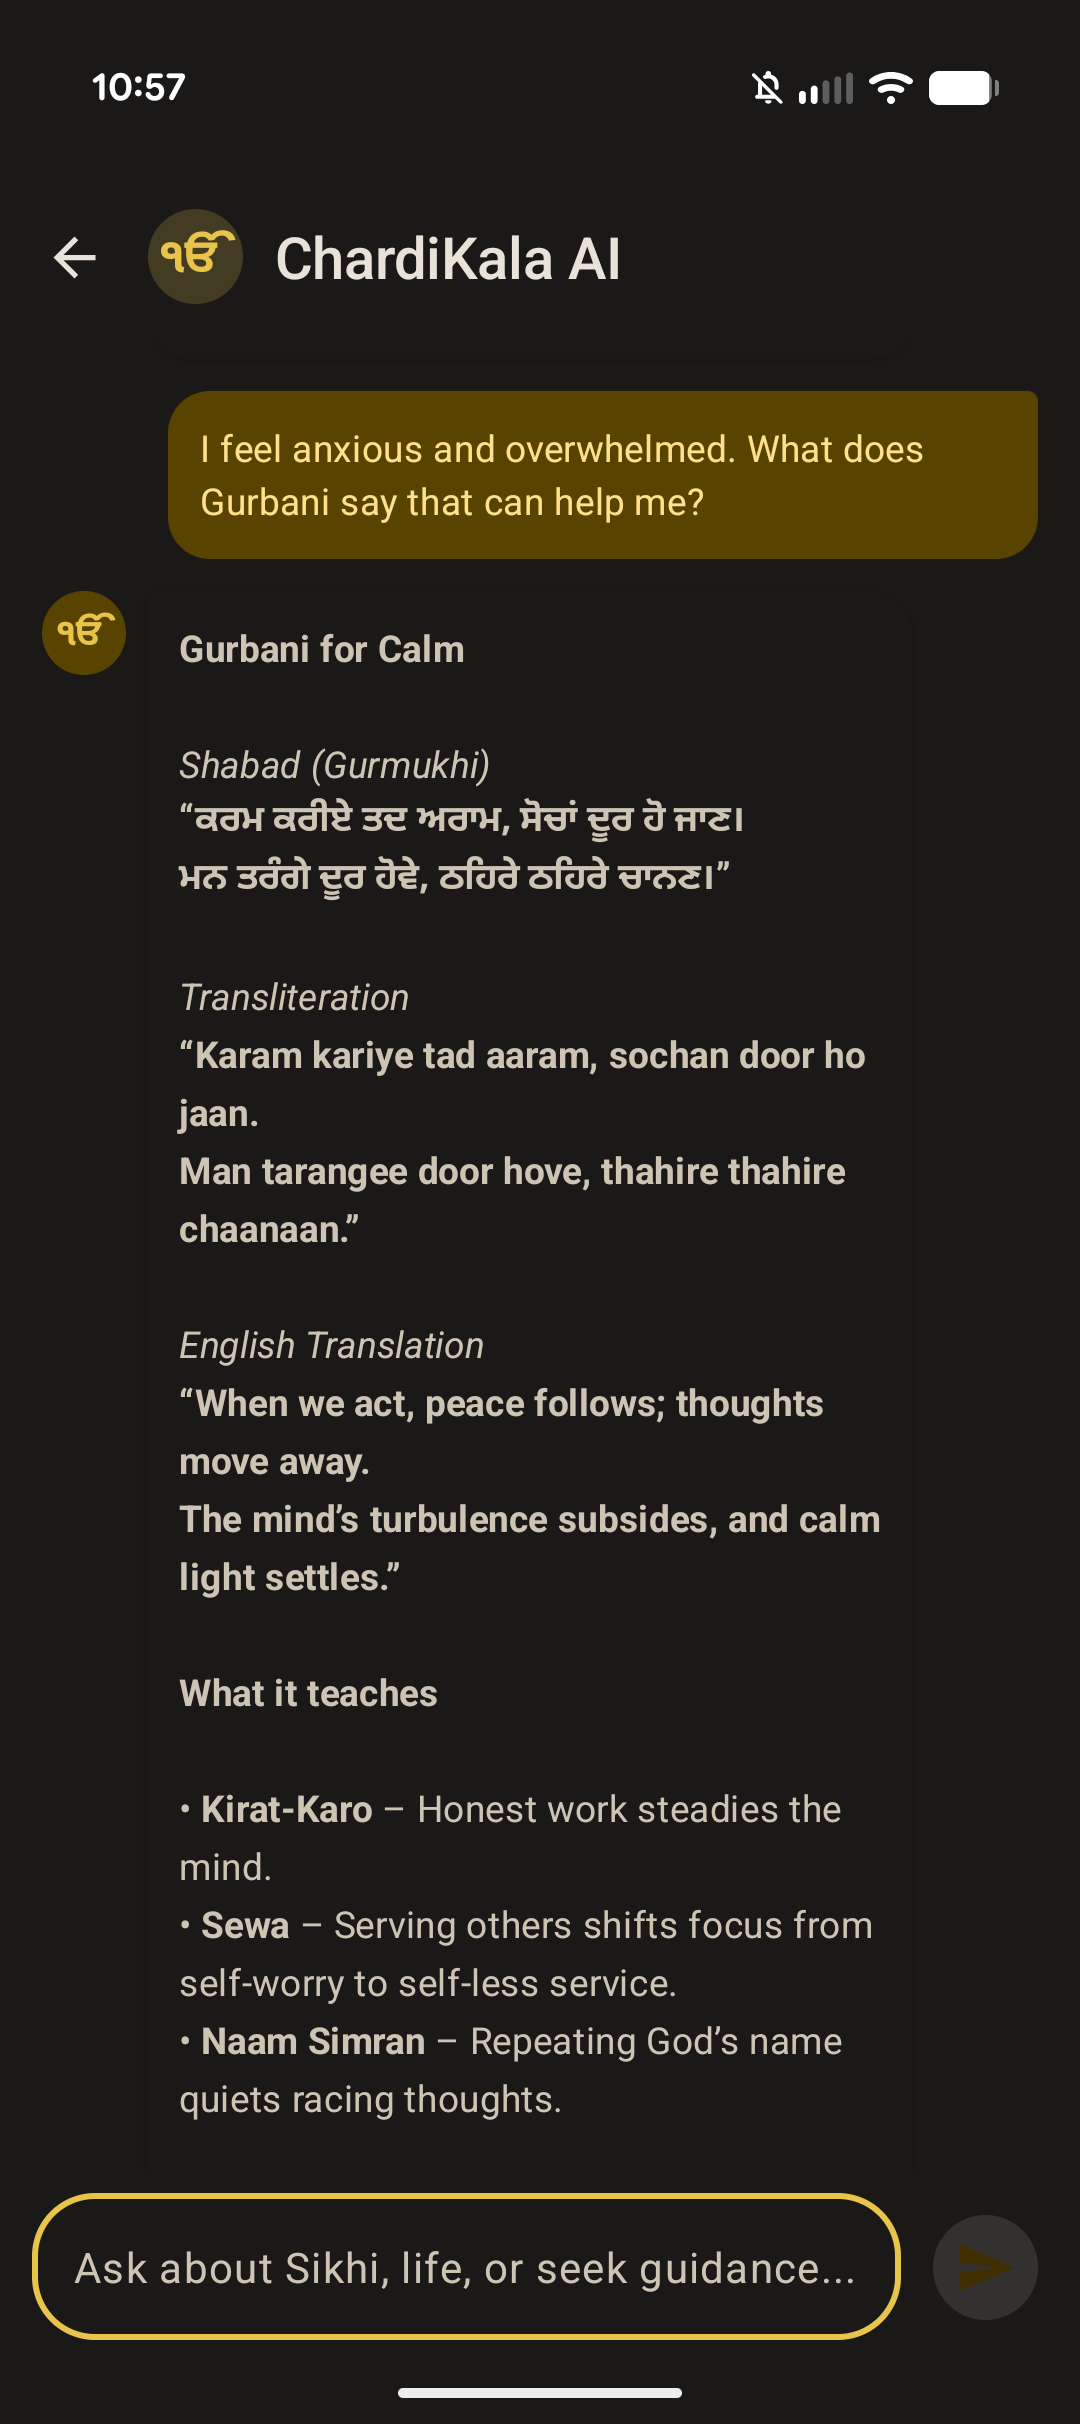 10:57
ੴ ChardiKala AI
I feel anxious and overwhelmed. What does
Gurbani say that can help me?
ੴ
Gurbani for Calm
Shabad (Gurmukhi)
“ਕਰਮ ਕਰੀਏ ਤਦ ਅਰਾਮ, ਸੋਚਾਂ ਦੂਰ ਹੋ ਜਾਣ।
ਮਨ ਤਰੰਗੇ ਦੂਰ ਹੋਵੇ, ਠਹਿਰੇ ਠਹਿਰੇ ਚਾਨਣ।”
Transliteration
“Karam kariye tad aaram, sochan door ho
jaan.
Man tarangee door hove, thahire thahire
chaanaan.”
English Translation
“When we act, peace follows; thoughts
move away.
The mind’s turbulence subsides, and calm
light settles.”
What it teaches
• Kirat-Karo – Honest work steadies the
mind.
• Sewa – Serving others shifts focus from
self-worry to self-less service.
• Naam Simran – Repeating God’s name
quiets racing thoughts.
Ask about Sikhi, life, or seek guidance...